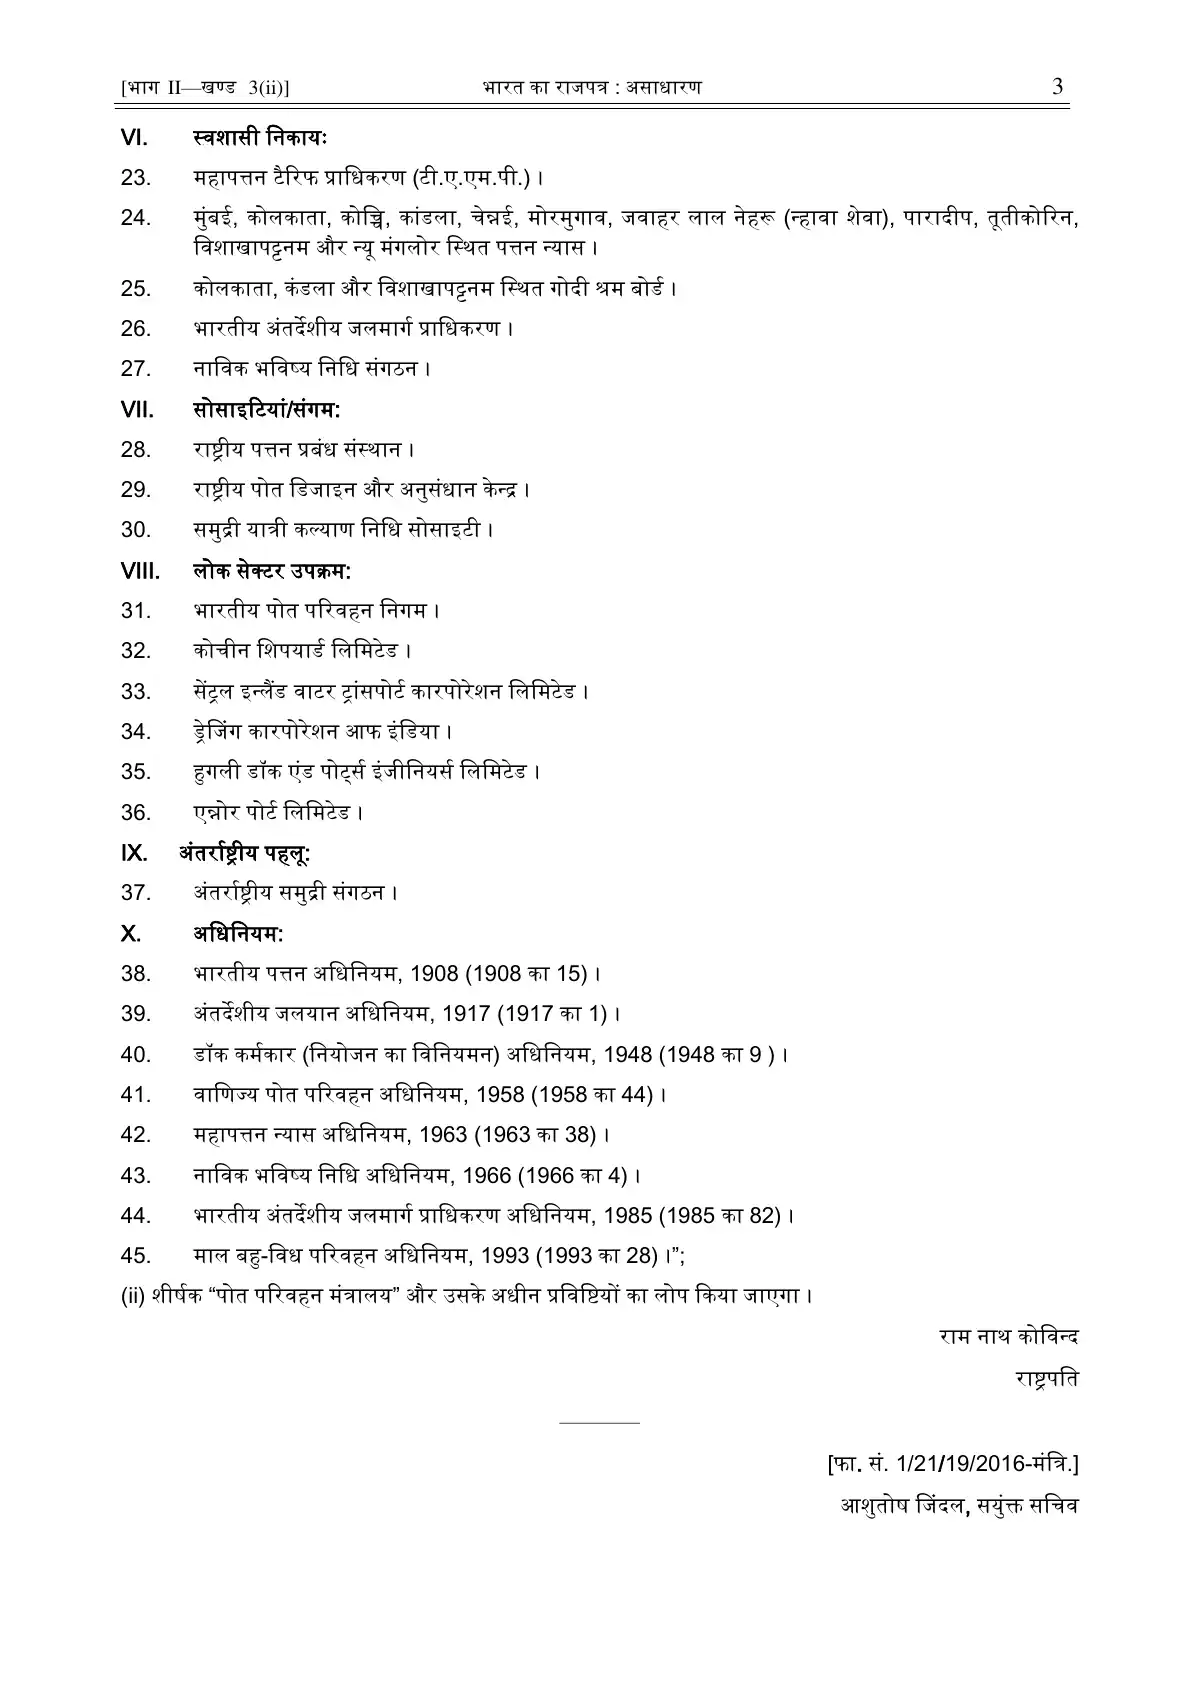 [भाग II—खण्ड 3(ii)] भारत का राजपत्र : असाधारण 3
VI. स्वशासी निकायः
23. महापत्तन टैरिफ प्राधिकरण (टी.ए.एम.पी.) ।
24. मुंबई, कोलकाता, कोच्चि, कांडला, चेन्नई, मोरमुगाव, जवाहर लाल नेहरू (न्हावा शेवा), पारादीप, तूतीकोरिन,
विशाखापट्टनम और न्यू मंगलोर स्थित पत्तन न्यास ।
25. कोलकाता, कंडला और विशाखापट्टनम स्थित गोदी श्रम बोर्ड ।
26. भारतीय अंतर्देशीय जलमार्ग प्राधिकरण ।
27. नाविक भविष्य निधि संगठन ।
VII. सोसाइटियां/संगम:
28. राष्ट्रीय पत्तन प्रबंध संस्थान ।
29. राष्ट्रीय पोत डिजाइन और अनुसंधान केन्द्र ।
30. समुद्री यात्री कल्याण निधि सोसाइटी ।
VIII. लोक सेक्टर उपक्रम:
31. भारतीय पोत परिवहन निगम ।
32. कोचीन शिपयार्ड लिमिटेड ।
33. सेंट्रल इन्लैंड वाटर ट्रांसपोर्ट कारपोरेशन लिमिटेड ।
34. ड्रेजिंग कारपोरेशन आफ इंडिया ।
35. हुगली डॉक एंड पोर्ट्स इंजीनियर्स लिमिटेड ।
36. एन्नोर पोर्ट लिमिटेड ।
IX. अंतर्राष्ट्रीय पहलू:
37. अंतर्राष्ट्रीय समुद्री संगठन ।
X. अधिनियम:
38. भारतीय पत्तन अधिनियम, 1908 (1908 का 15) ।
39. अंतर्देशीय जलयान अधिनियम, 1917 (1917 का 1) ।
40. डॉक कर्मकार (नियोजन का विनियमन) अधिनियम, 1948 (1948 का 9 ) ।
41. वाणिज्य पोत परिवहन अधिनियम, 1958 (1958 का 44) ।
42. महापत्तन न्यास अधिनियम, 1963 (1963 का 38) ।
43. नाविक भविष्य निधि अधिनियम, 1966 (1966 का 4) ।
44. भारतीय अंतर्देशीय जलमार्ग प्राधिकरण अधिनियम, 1985 (1985 का 82) ।
45. माल बहु-विध परिवहन अधिनियम, 1993 (1993 का 28) ।”;
(ii) शीर्षक “पोत परिवहन मंत्रालय” और उसके अधीन प्रविष्टियों का लोप किया जाएगा ।
राम नाथ कोविन्द
राष्ट्रपति
[फा. सं. 1/21/19/2016-मंत्रि.]
आशुतोष जिंदल, सयुंक्त सचिव